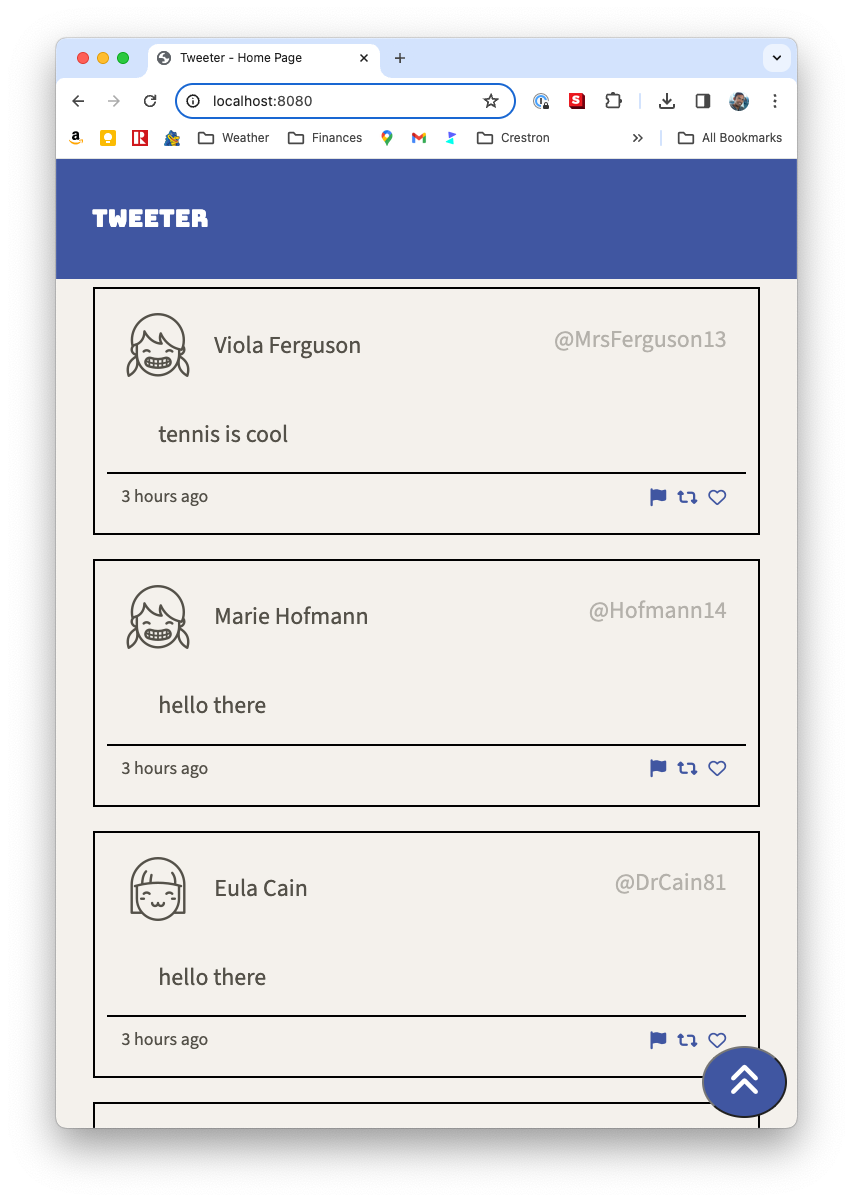 Tweeter - Home Page
localhost:8080
Weather Finances Crestron All Bookmarks
TWEETER
Viola Ferguson @MrsFerguson13
tennis is cool
3 hours ago
Marie Hofmann @Hofmann14
hello there
3 hours ago
Eula Cain @DrCain81
hello there
3 hours ago